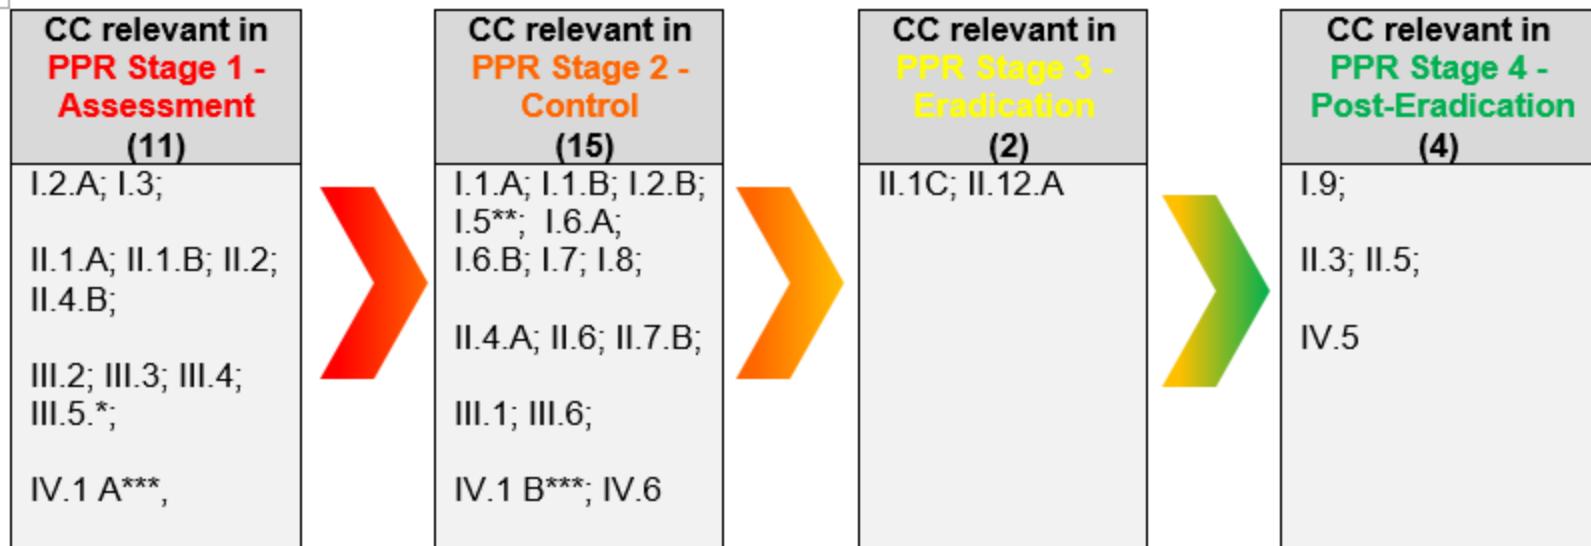 CC relevant in
PPR Stage 1 -
Assessment
(11)
I.2.A; I.3;
II.1.A; II.1.B; II.2;
II.4.B;
III.2; III.3; III.4;
III.5.*;
IV.1 A***,
CC relevant in
PPR Stage 2 -
Control
(15)
I.1.A; I.1.B; I.2.B;
I.5**;  I.6.A;
I.6.B; I.7; I.8;
II.4.A; II.6; II.7.B;
III.1; III.6;
IV.1 B***; IV.6
CC relevant in
PPR Stage 3 -
Eradication
(2)
II.1C; II.12.A
CC relevant in
PPR Stage 4 -
Post-Eradication
(4)
I.9;
II.3; II.5;
IV.5